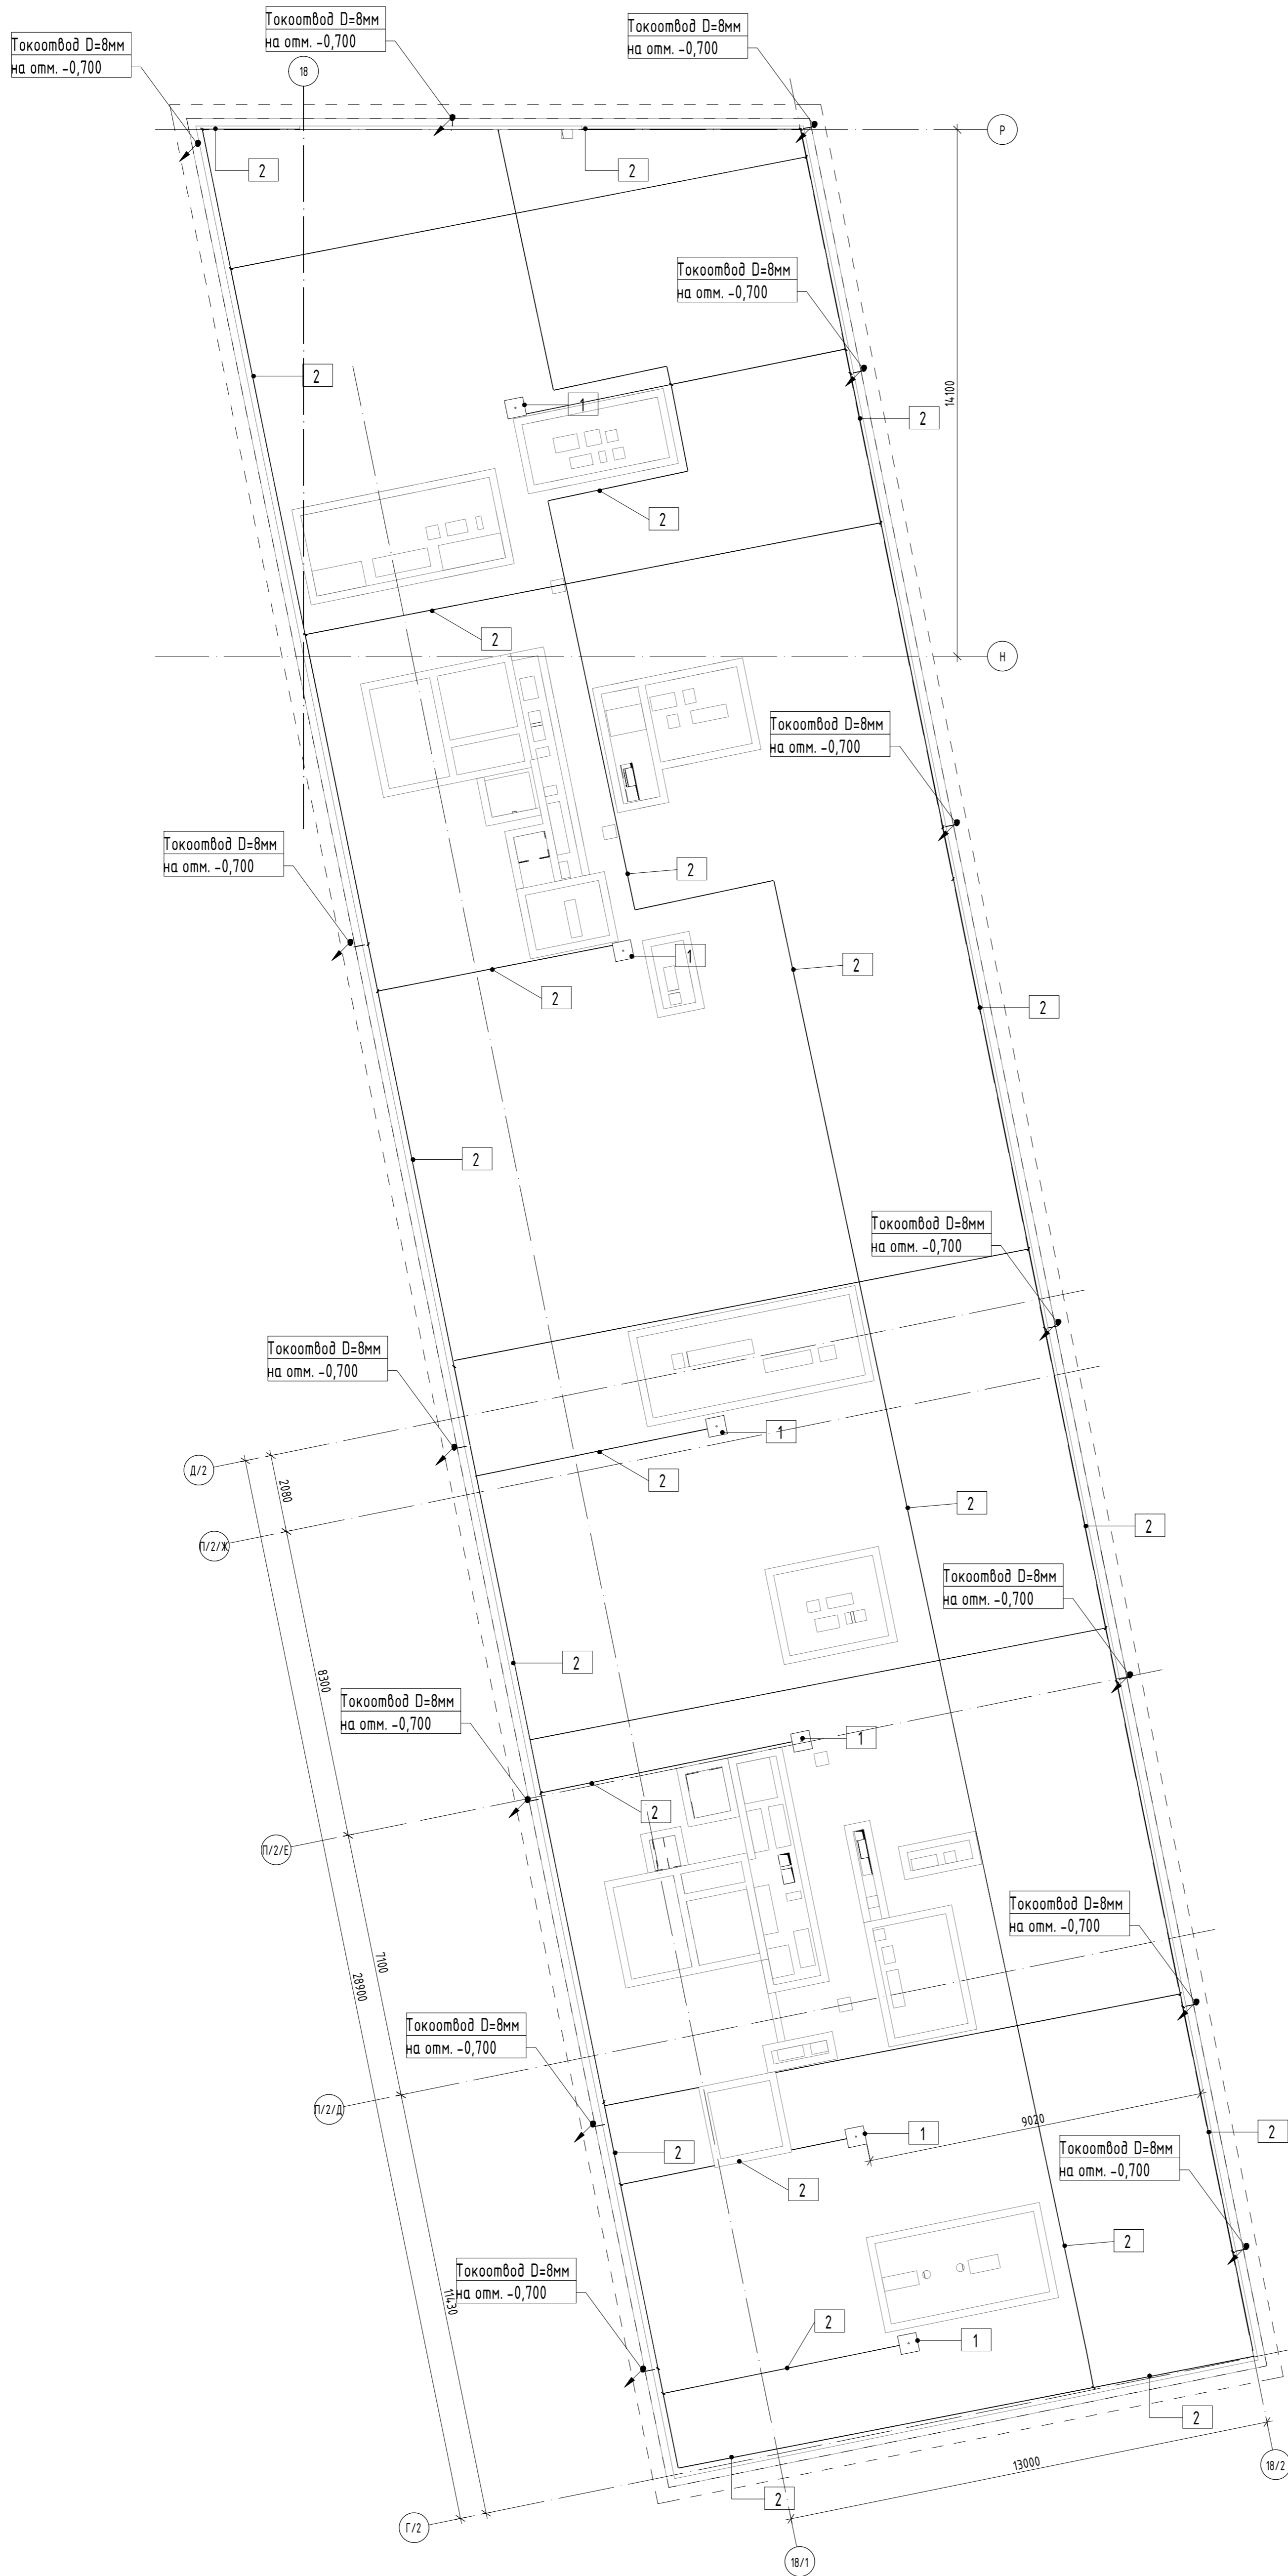 Токоотвод D=8мм
на отм. -0,700
Токоотвод D=8мм
на отм. -0,700
Токоотвод D=8мм
на отм. -0,700
18
Р
2
2
Токоотвод D=8мм
на отм. -0,700
2
14100
1
2
2
2
Н
Токоотвод D=8мм
на отм. -0,700
Токоотвод D=8мм
на отм. -0,700
2
1
2
2
2
2
Токоотвод D=8мм
на отм. -0,700
Токоотвод D=8мм
на отм. -0,700
1
Д/2
2080
2
2
2
П/2/Ж
Токоотвод D=8мм
на отм. -0,700
2
8300
Токоотвод D=8мм
на отм. -0,700
1
2
П/2/Е
Токоотвод D=8мм
на отм. -0,700
7100
28900
Токоотвод D=8мм
на отм. -0,700
П/2/Д
9020
1
2
2
Токоотвод D=8мм
на отм. -0,700
2
2
Токоотвод D=8мм
на отм. -0,700
11430
2
1
2
13000
18/2
2
Г/2
18/1